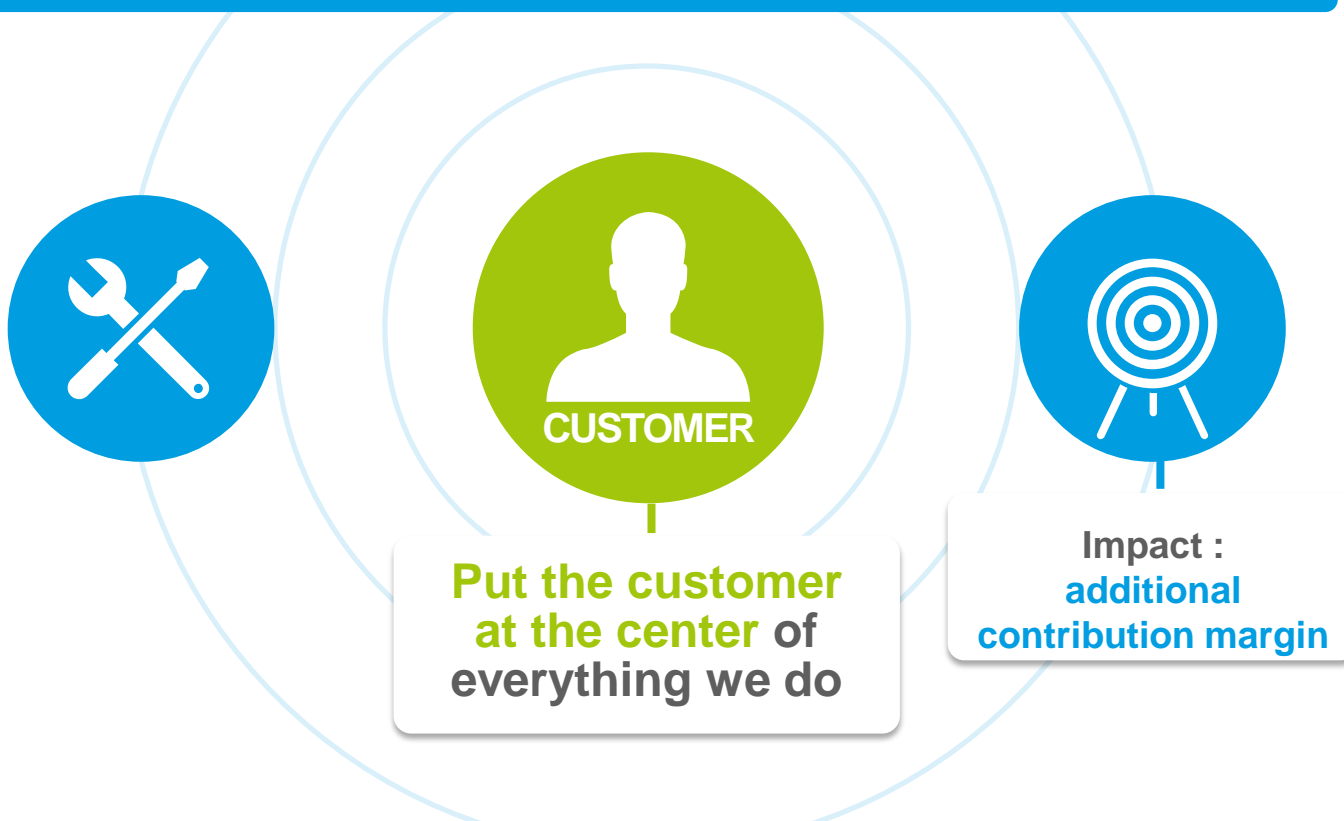 CUSTOMER
Put the customer
at the center of
everything we do
Impact :
additional
contribution margin